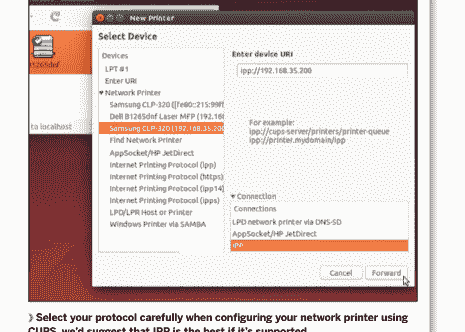 New Printer
Select Device
Devices
LPT #1
Enter URI
Network Printer
Samsung CLP-320 ([fe80::215:99ff
Dell B1265dnf Laser MFP (192.168
Samsung CLP-320 (192.168.35.200
Find Network Printer
AppSocket/HP JetDirect
Internet Printing Protocol (ipp)
Internet Printing Protocol (https)
Internet Printing Protocol (ipp14)
Internet Printing Protocol (ipps)
LPD/LPR Host or Printer
Windows Printer via SAMBA
Enter device URI
ipp://192.168.35.200
For example:
ipp://cups-server/printers/printer-queue
ipp://printer.mydomain/ipp
Connection
Connections
LPD network printer via DNS-SD
AppSocket/HP JetDirect
IPP
Cancel
Forward
B1265dnf
ta localhost
Select your protocol carefully when configuring your network printer using
CUPS, we'd suggest that IPP is the best if it's supported